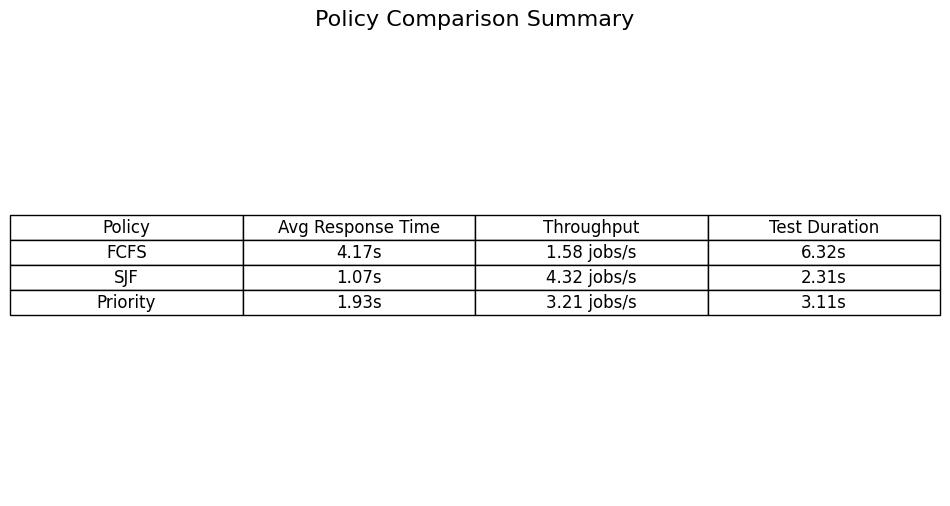 Policy Comparison Summary
Policy Avg Response Time Throughput Test Duration
FCFS 4.17s 1.58 jobs/s 6.32s
SJF 1.07s 4.32 jobs/s 2.31s
Priority 1.93s 3.21 jobs/s 3.11s